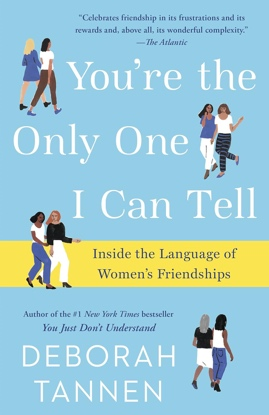 "Celebrates friendship in its frustrations and its
rewards and, above all, its wonderful complexity."
—The Atlantic
You're the
Only One
I Can Tell
Inside the Language of
Women's Friendships
Author of the #1 New York Times bestseller
You Just Don't Understand
DEBORAH
TANNEN